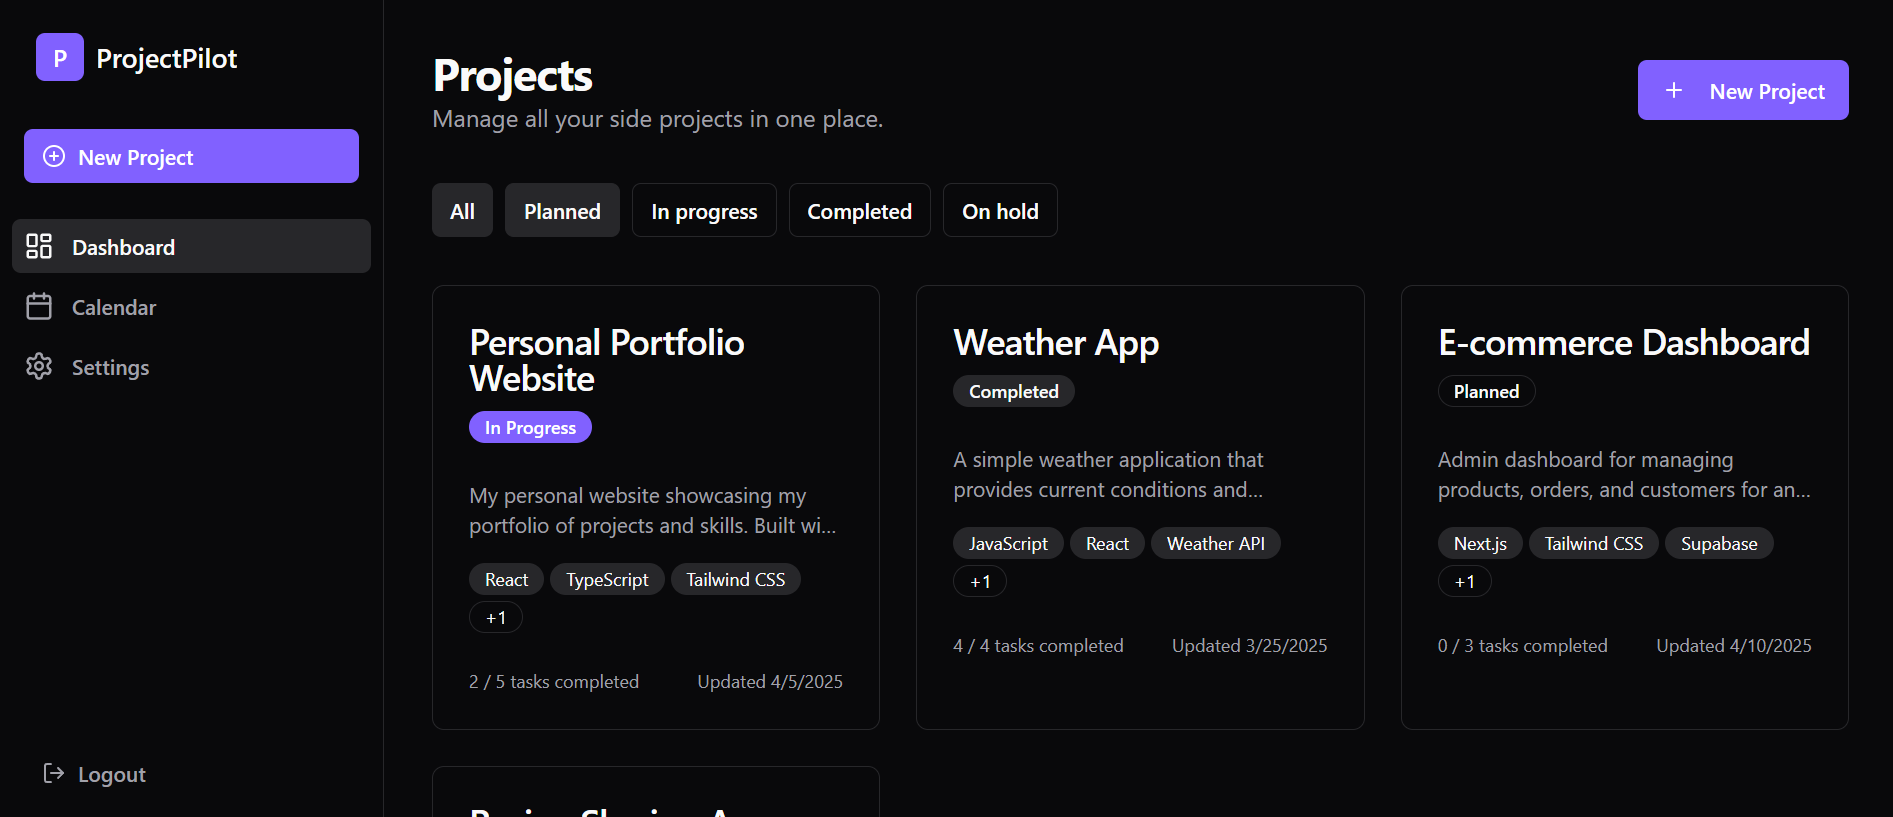 P ProjectPilot
New Project
Dashboard
Calendar
Settings
Logout
Projects
Manage all your side projects in one place.
+ New Project
All Planned In progress Completed On hold
Personal Portfolio
Website
In Progress
My personal website showcasing my
portfolio of projects and skills. Built wi...
React TypeScript Tailwind CSS
+1
2 / 5 tasks completed Updated 4/5/2025
Weather App
Completed
A simple weather application that
provides current conditions and...
JavaScript React Weather API
+1
4 / 4 tasks completed Updated 3/25/2025
E-commerce Dashboard
Planned
Admin dashboard for managing
products, orders, and customers for an...
Next.js Tailwind CSS Supabase
+1
0 / 3 tasks completed Updated 4/10/2025